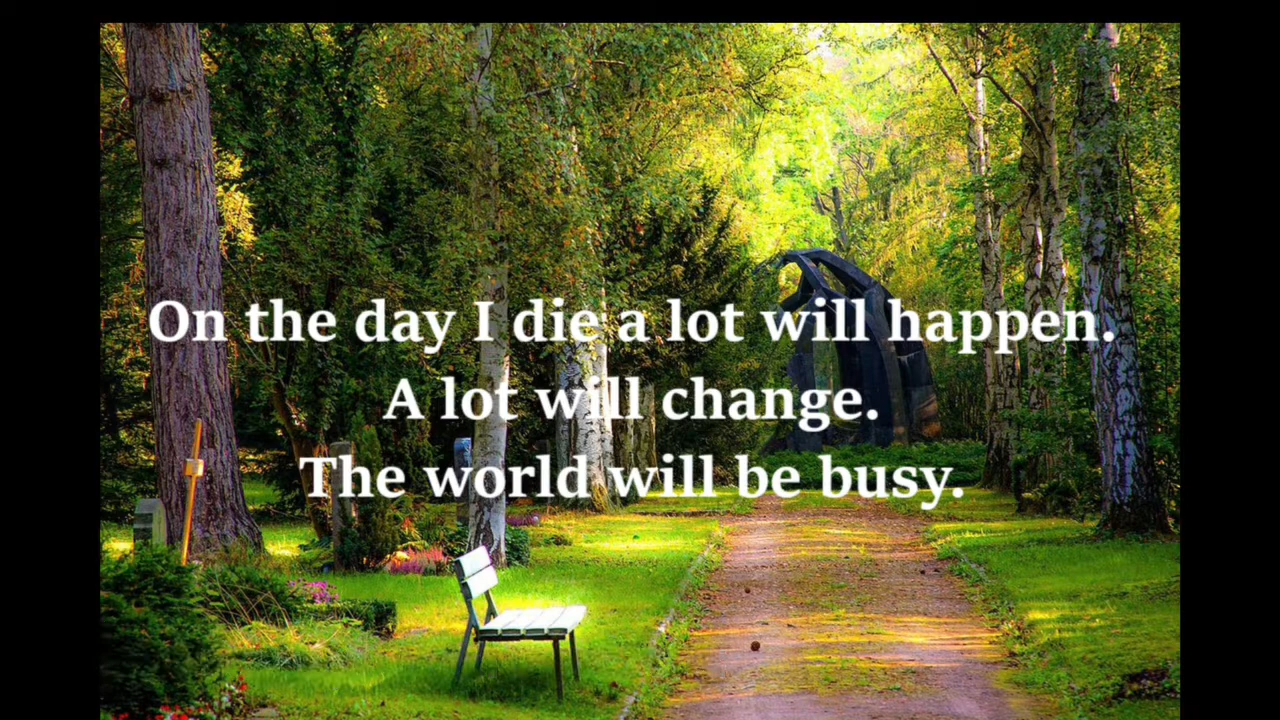 On the day I die a lot will happen.
A lot will change.
The world will be busy.